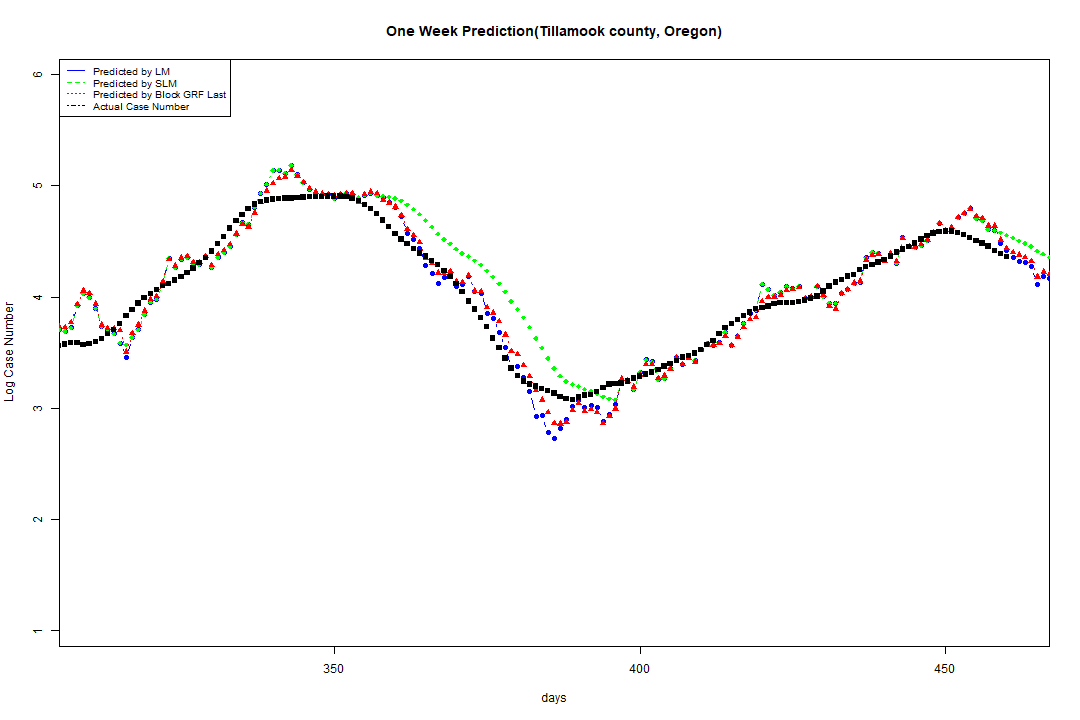 One Week Prediction(Tillamook county, Oregon)
Predicted by LM
Predicted by SLM
Predicted by Block GRF Last
Actual Case Number
6
5
4
3
2
1
Log Case Number
350
400
450
days